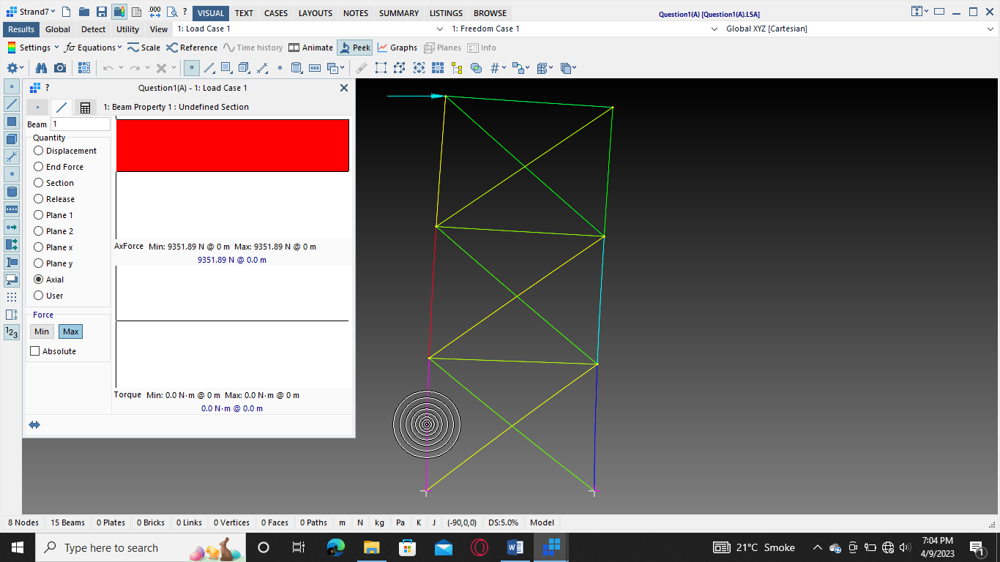 Strand7 .000 ? VISUAL TEXT CASES LAYOUTS NOTES SUMMARY LISTINGS BROWSE Question1(A) [Question1(A).LSA]
Results Global Detect Utility View 1: Load Case 1 1: Freedom Case 1 Global XYZ [Cartesian]
Settings ƒx Equations Scale Reference Time history Animate Peek Graphs Planes Info
? Question1(A) - 1: Load Case 1
1: Beam Property 1 : Undefined Section
Beam 1
Quantity
Displacement
End Force
Section
Release
Plane 1
Plane 2
Plane x
Plane y
Axial
User
Force
Min Max
Absolute
AxForce Min: 9351.89 N @ 0 m Max: 9351.89 N @ 0 m
9351.89 N @ 0.0 m
Torque Min: 0.0 N·m @ 0 m Max: 0.0 N·m @ 0 m
0.0 N·m @ 0.0 m
123
8 Nodes 15 Beams 0 Plates 0 Bricks 0 Links 0 Vertices 0 Faces 0 Paths m N kg Pa K J (-90,0,0) DS:5.0% Model
Type here to search 21°C Smoke 7:04 PM
4/9/2023 1